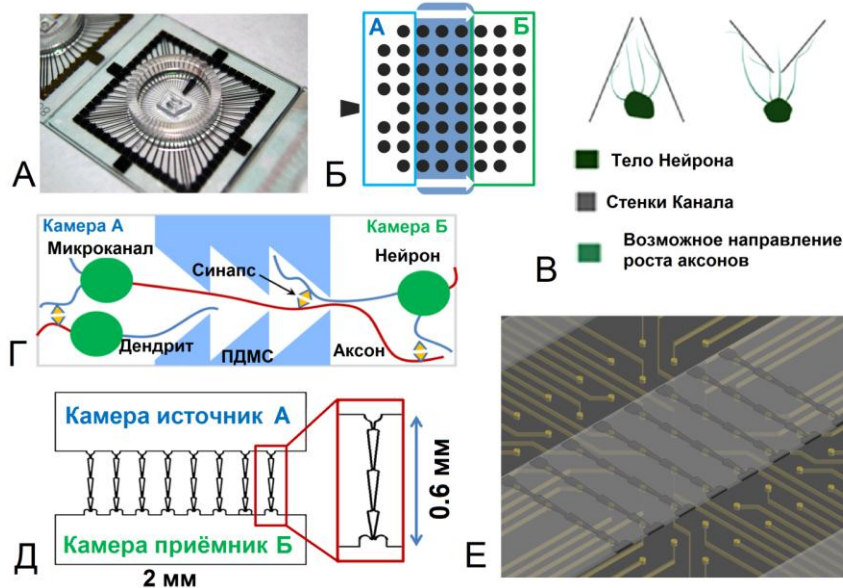 А
А
Б
Б
Тело Нейрона
Стенки Канала
Возможное направление
роста аксонов
В
Камера А
Камера Б
Микроканал
Нейрон
Синапс
Дендрит
ПДМС
Аксон
Г
Камера источник А
Камера приёмник Б
0.6 мм
2 мм
Д
Е